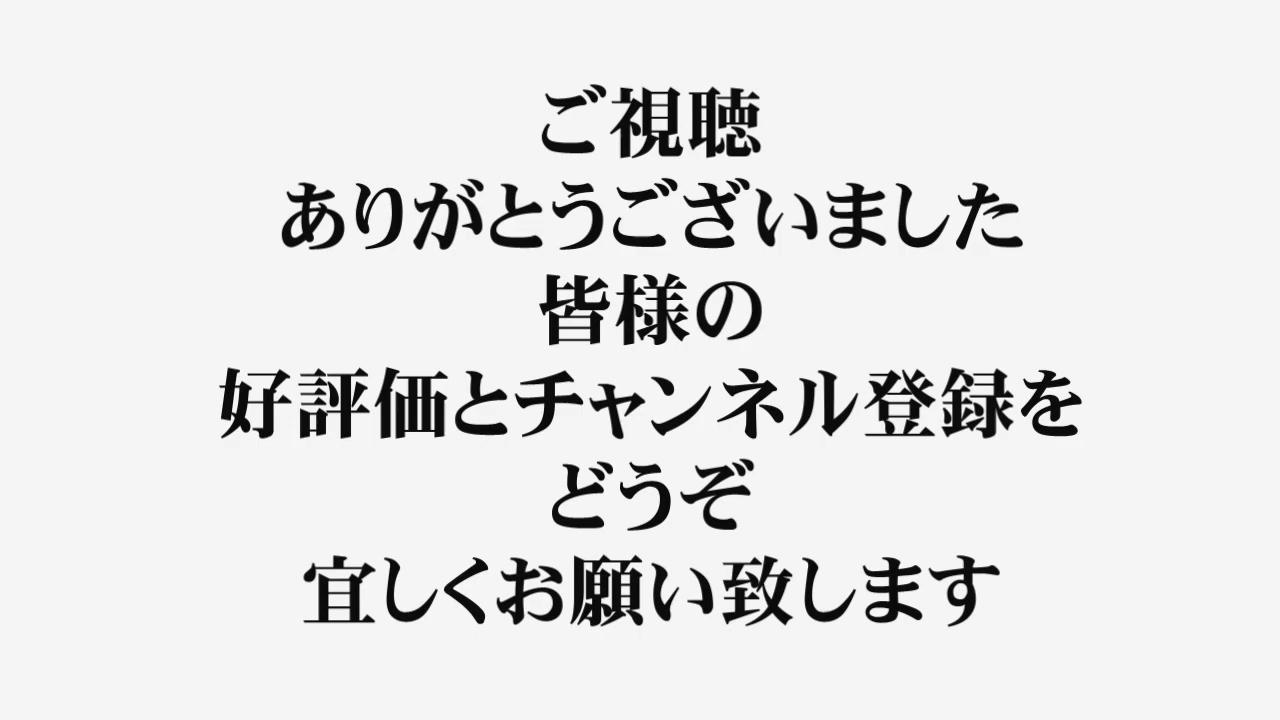 ご視聴
ありがとうございました
皆様の
好評価とチャンネル登録を
どうぞ
宜しくお願い致します